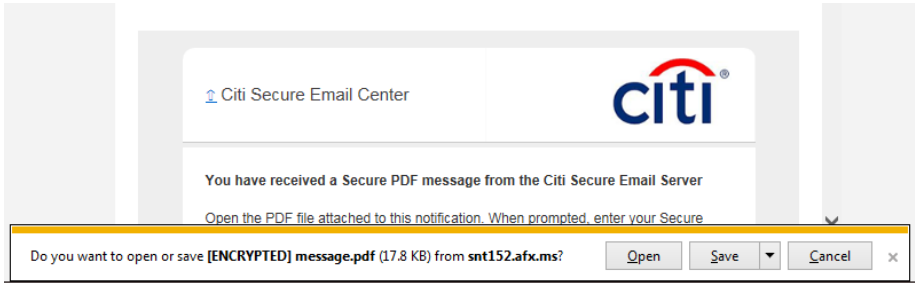 ⇧ Citi Secure Email Center
citi®
You have received a Secure PDF message from the Citi Secure Email Server
Open the PDF file attached to this notification. When prompted, enter your Secure
Do you want to open or save [ENCRYPTED] message.pdf (17.8 KB) from snt152.afx.ms?
Open
Save
Cancel
×